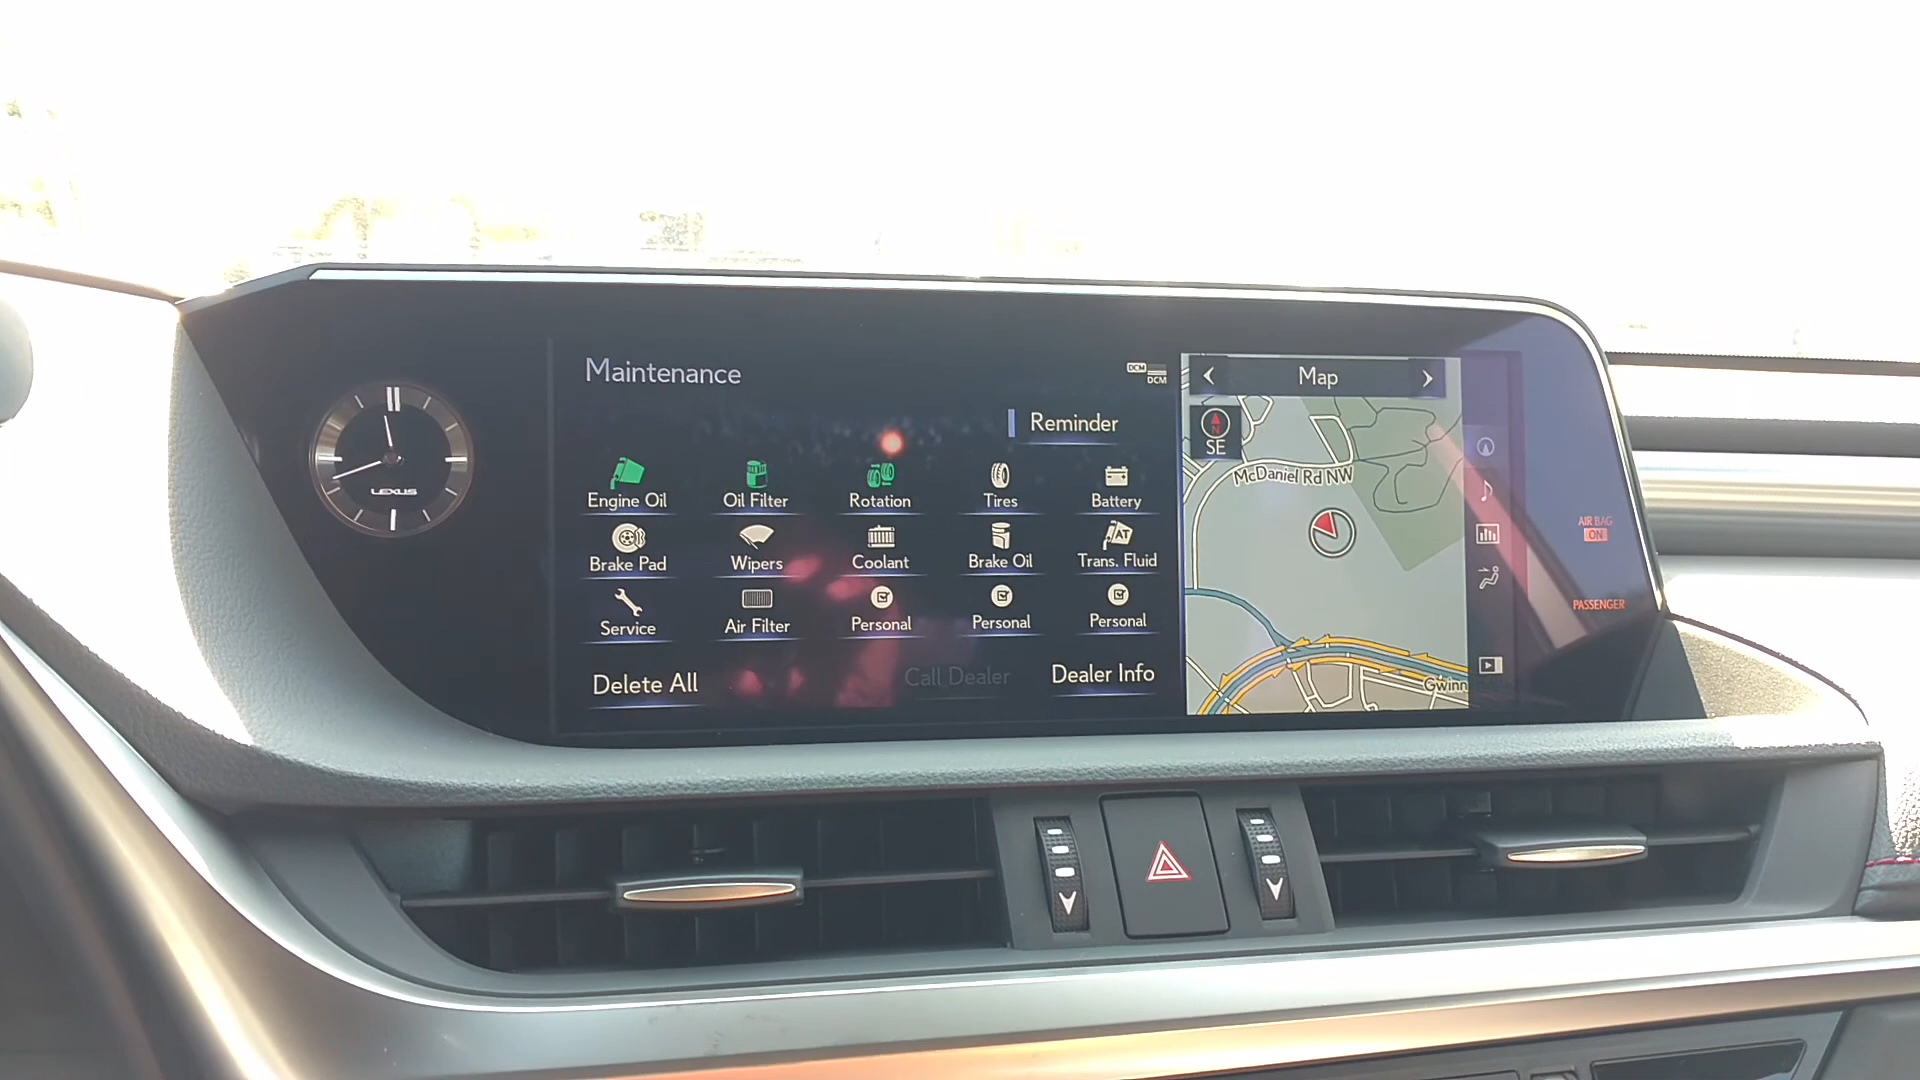 Maintenance
DCM
DCM
Reminder
Engine Oil
Oil Filter
Rotation
Tires
Battery
Brake Pad
Wipers
Coolant
Brake Oil
AT
Trans. Fluid
Service
Air Filter
Personal
Personal
Personal
Delete All
Call Dealer
Dealer Info
LEXUS
Map
N
SE
McDaniel Rd NW
Gwinn
AIR BAG
ON
PASSENGER